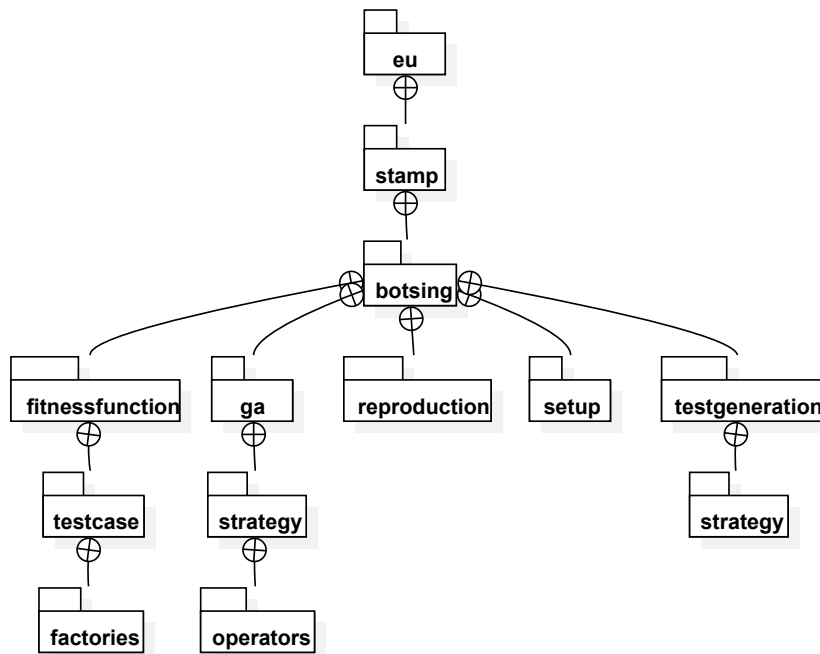 eu
stamp
botsing
fitnessfunction
ga
reproduction
setup
testgeneration
testcase
strategy
strategy
factories
operators